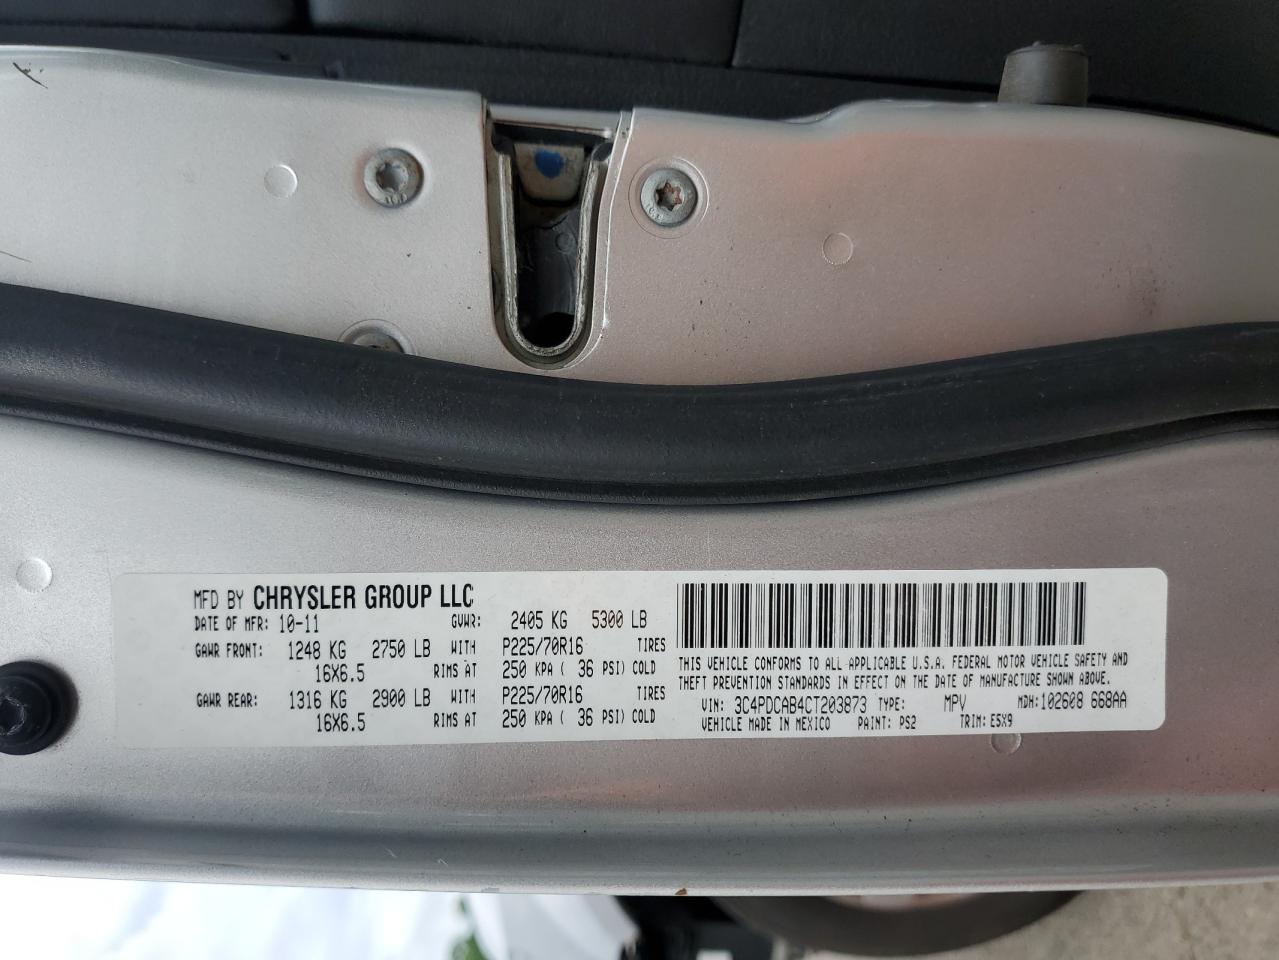 MFD BY CHRYSLER GROUP LLC
DATE OF MFR: 10-11 GVWR: 2405 KG 5300 LB
GAWR FRONT: 1248 KG 2750 LB WITH P225/70R16 TIRES
16X6.5 RIMS AT 250 KPA ( 36 PSI) COLD
GAWR REAR: 1316 KG 2900 LB WITH P225/70R16 TIRES
16X6.5 RIMS AT 250 KPA ( 36 PSI) COLD
THIS VEHICLE CONFORMS TO ALL APPLICABLE U.S.A. FEDERAL MOTOR VEHICLE SAFETY AND
THEFT PREVENTION STANDARDS IN EFFECT ON THE DATE OF MANUFACTURE SHOWN ABOVE.
VIN: 3C4PDCAB4CT203873 TYPE: MPV MDH:102608 668AA
VEHICLE MADE IN MEXICO PAINT: PS2 TRIM: E5X9